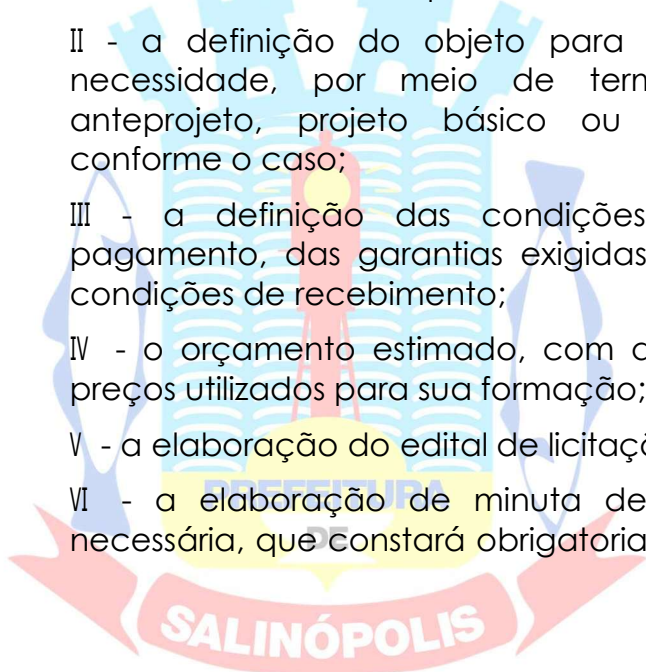 II - a definição do objeto para
necessidade, por meio de term
anteprojeto, projeto básico ou
conforme o caso;
III - a definição das condições
pagamento, das garantias exigidas
condições de recebimento;
IV - o orçamento estimado, com
preços utilizados para sua formação;
V - a elaboração do edital de licitaç
VI - a elaboração de minuta de
necessária, que constará obrigatoria
PREFEITURA
DE
SALINÓPOLIS